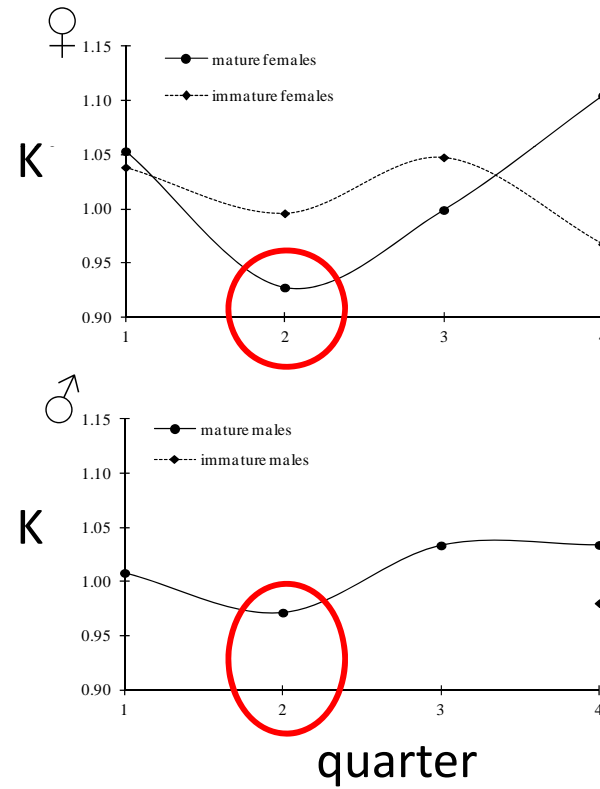 ♀
1.15
mature females
1.10
immature females
K
1.05
1.00
0.95
0.90
1 2 3
♂
1.15
mature males
1.10
immature males
K
1.05
1.00
0.95
0.90
1 2 3 4
quarter